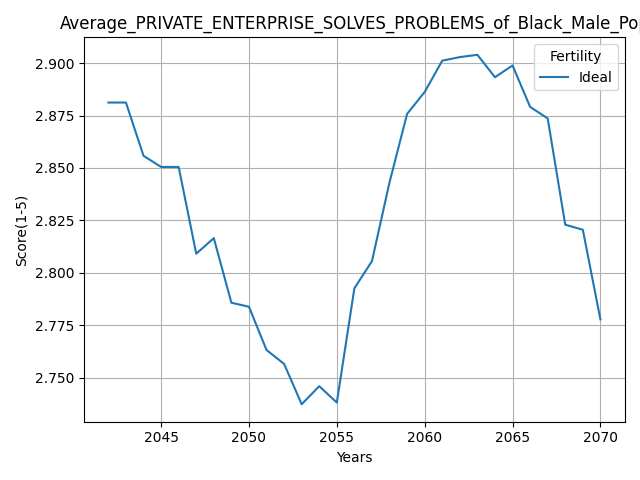 Average_PRIVATE_ENTERPRISE_SOLVES_PROBLEMS_of_Black_Male_Po
Fertility
Ideal
2.900
2.875
2.850
2.825
2.800
2.775
2.750
Score(1-5)
2045 2050 2055 2060 2065 2070
Years